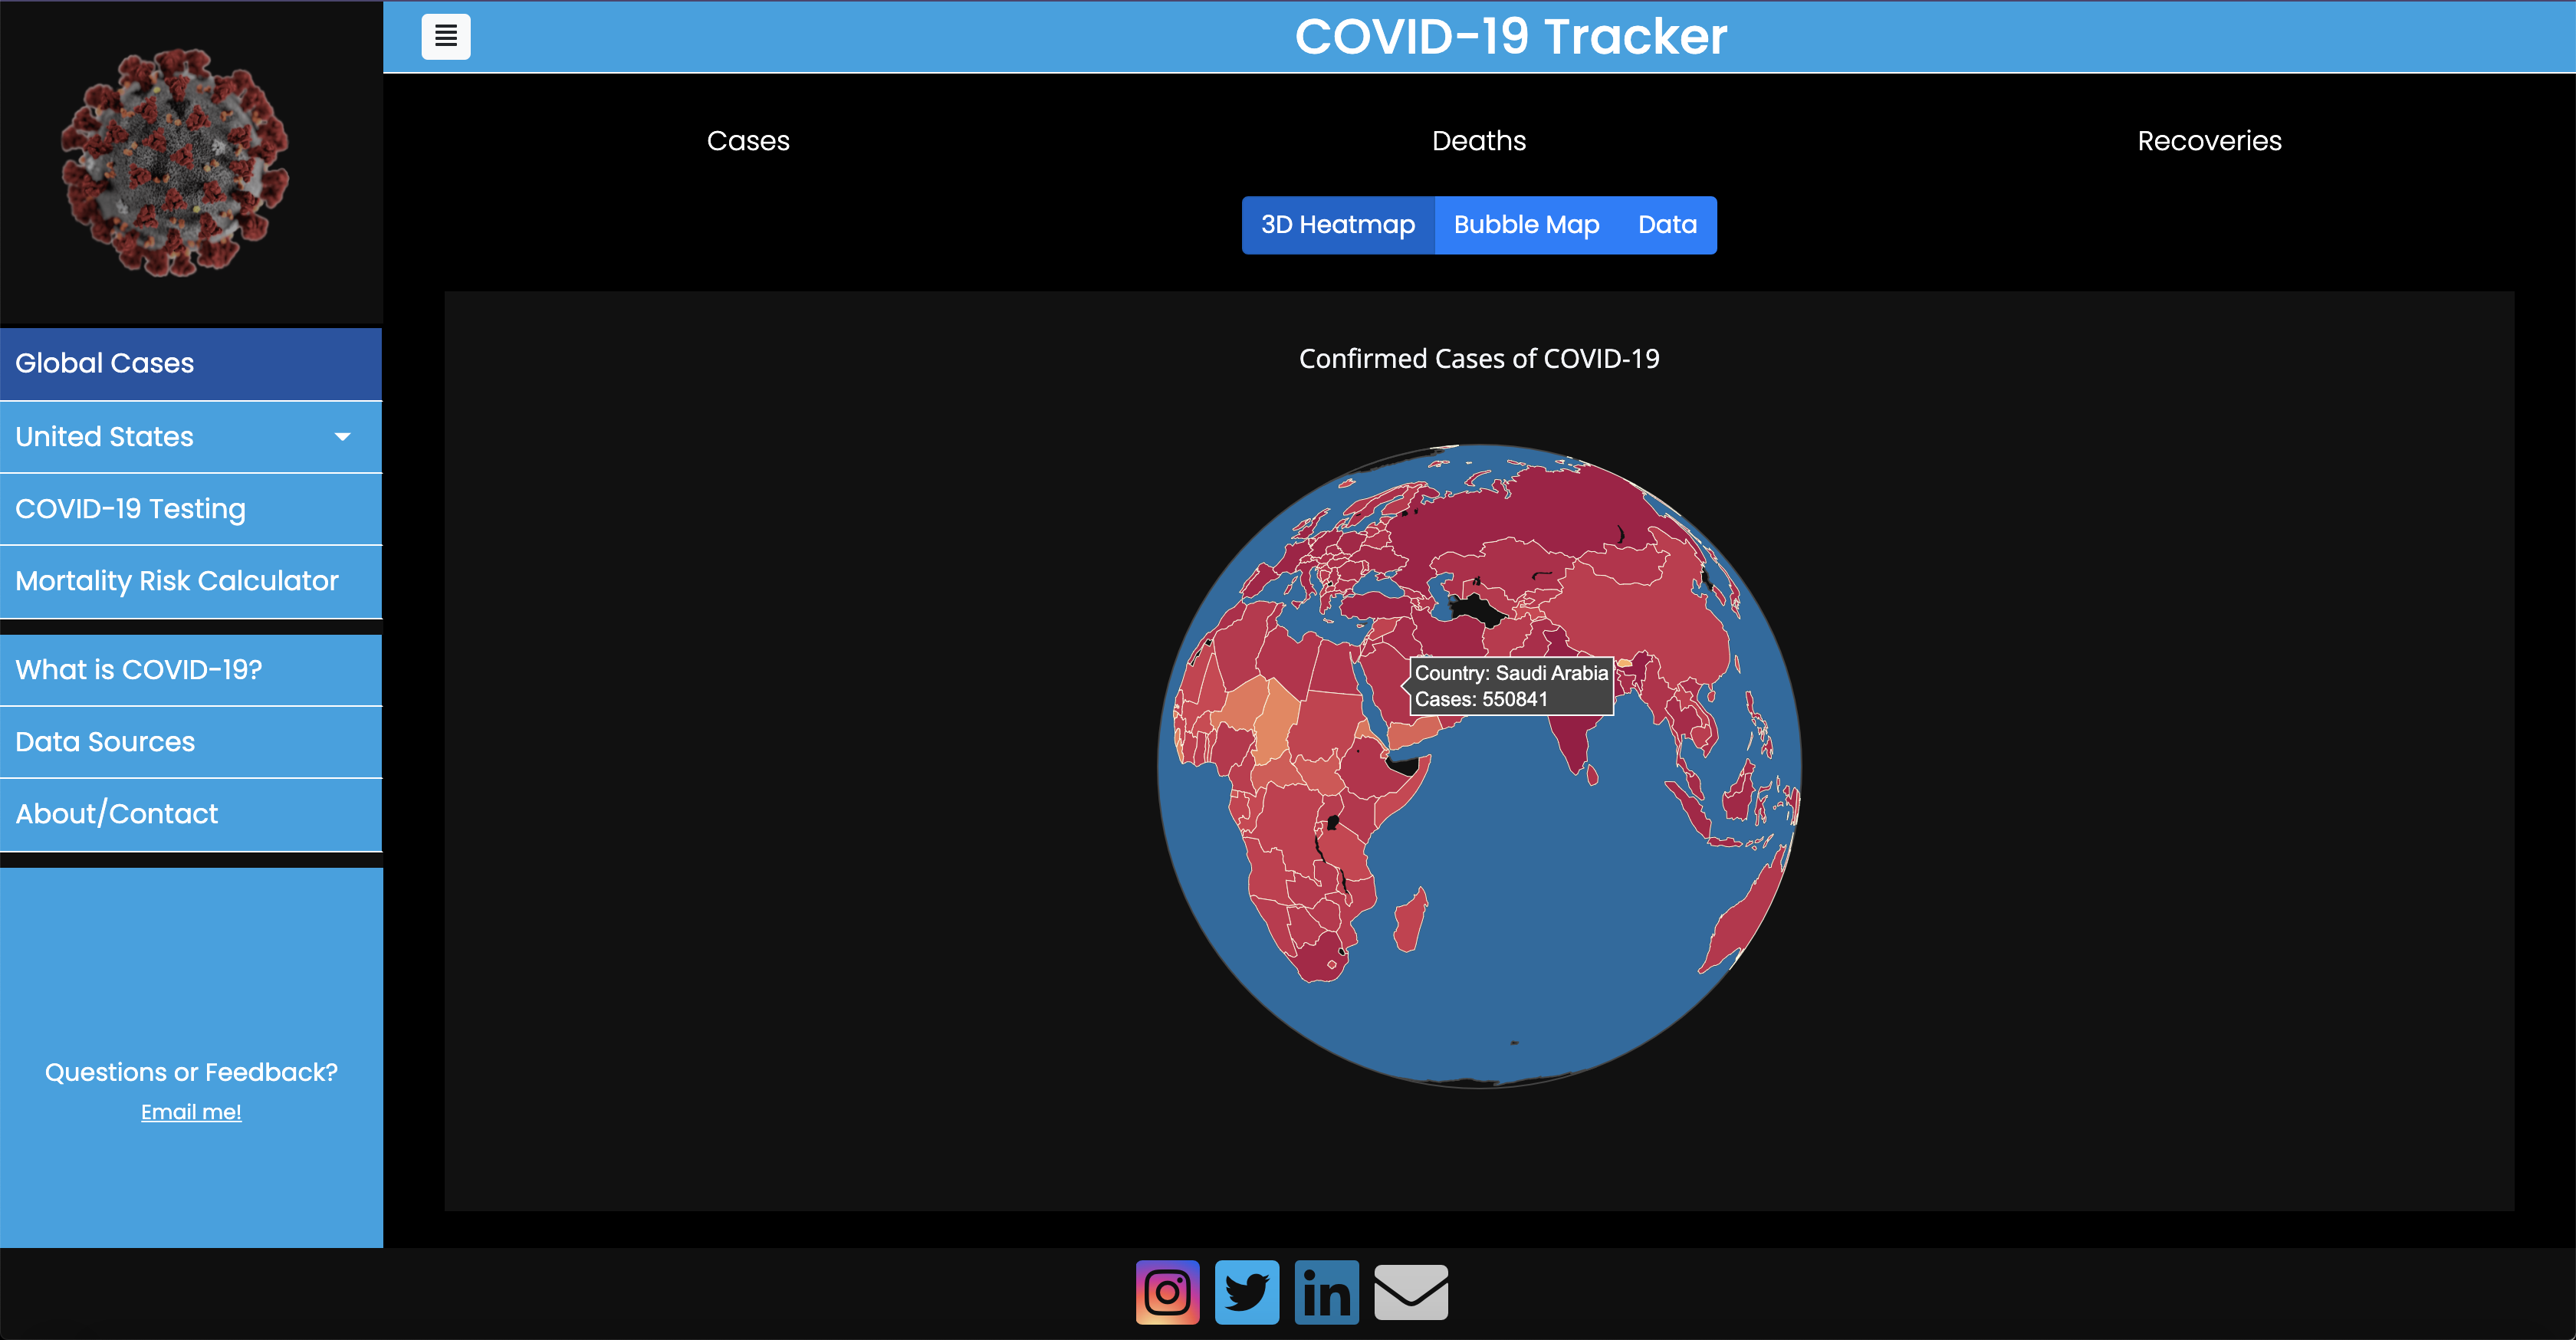 COVID-19 Tracker
Cases
Deaths
Recoveries
3D Heatmap
Bubble Map
Data
Global Cases
United States
COVID-19 Testing
Mortality Risk Calculator
What is COVID-19?
Data Sources
About/Contact
Questions or Feedback?
Email me!
Confirmed Cases of COVID-19
Country: Saudi Arabia
Cases: 550841
in